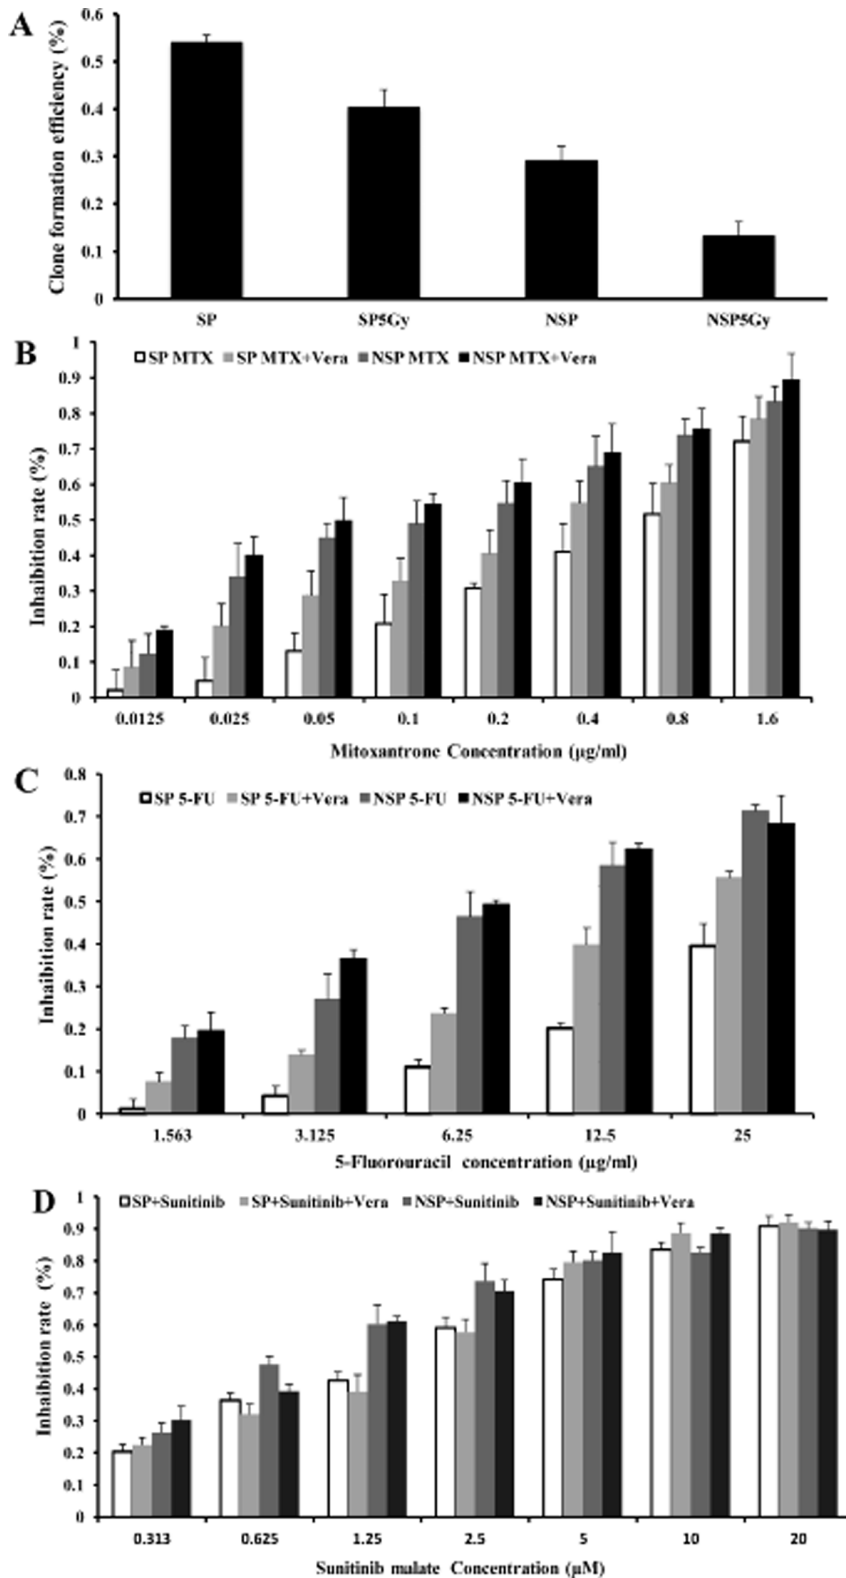 A
Clone formation efficiency (%)
0.6
0.5
0.4
0.3
0.2
0.1
0
SP SP5Gy NSP NSP5Gy
B
SP MTX SP MTX+Vera NSP MTX NSP MTX+Vera
Inhaibition rate (%)
1
0.9
0.8
0.7
0.6
0.5
0.4
0.3
0.2
0.1
0
0.0125 0.025 0.05 0.1 0.2 0.4 0.8 1.6
Mitoxantrone Concentration (μg/ml)
C
SP 5-FU SP 5-FU+Vera NSP 5-FU NSP 5-FU+Vera
Inhaibition rate (%)
0.8
0.7
0.6
0.5
0.4
0.3
0.2
0.1
0
1.563 3.125 6.25 12.5 25
5-Fluorouracil concentration (μg/ml)
D
SP+Sunitinib SP+Sunitinib+Vera NSP+Sunitinib NSP+Sunitinib+Vera
Inhaibition rate (%)
1
0.9
0.8
0.7
0.6
0.5
0.4
0.3
0.2
0.1
0
0.313 0.625 1.25 2.5 5 10 20
Sunitinib malate Concentration (μM)